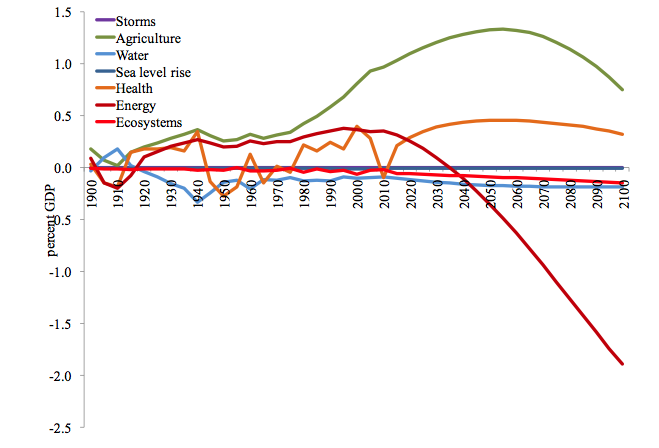 1.5
Storms
Agriculture
1.0
Water
Sea level rise
Health
0.5
Energy
Ecosystems
0.0
1900 1910 1920 1930 1940 1950 1960 1970 1980 1990 2000 2010 2020 2030 2040 2050 2060 2070 2080 2090 2100
percent GDP
-0.5
-1.0
-1.5
-2.0
-2.5